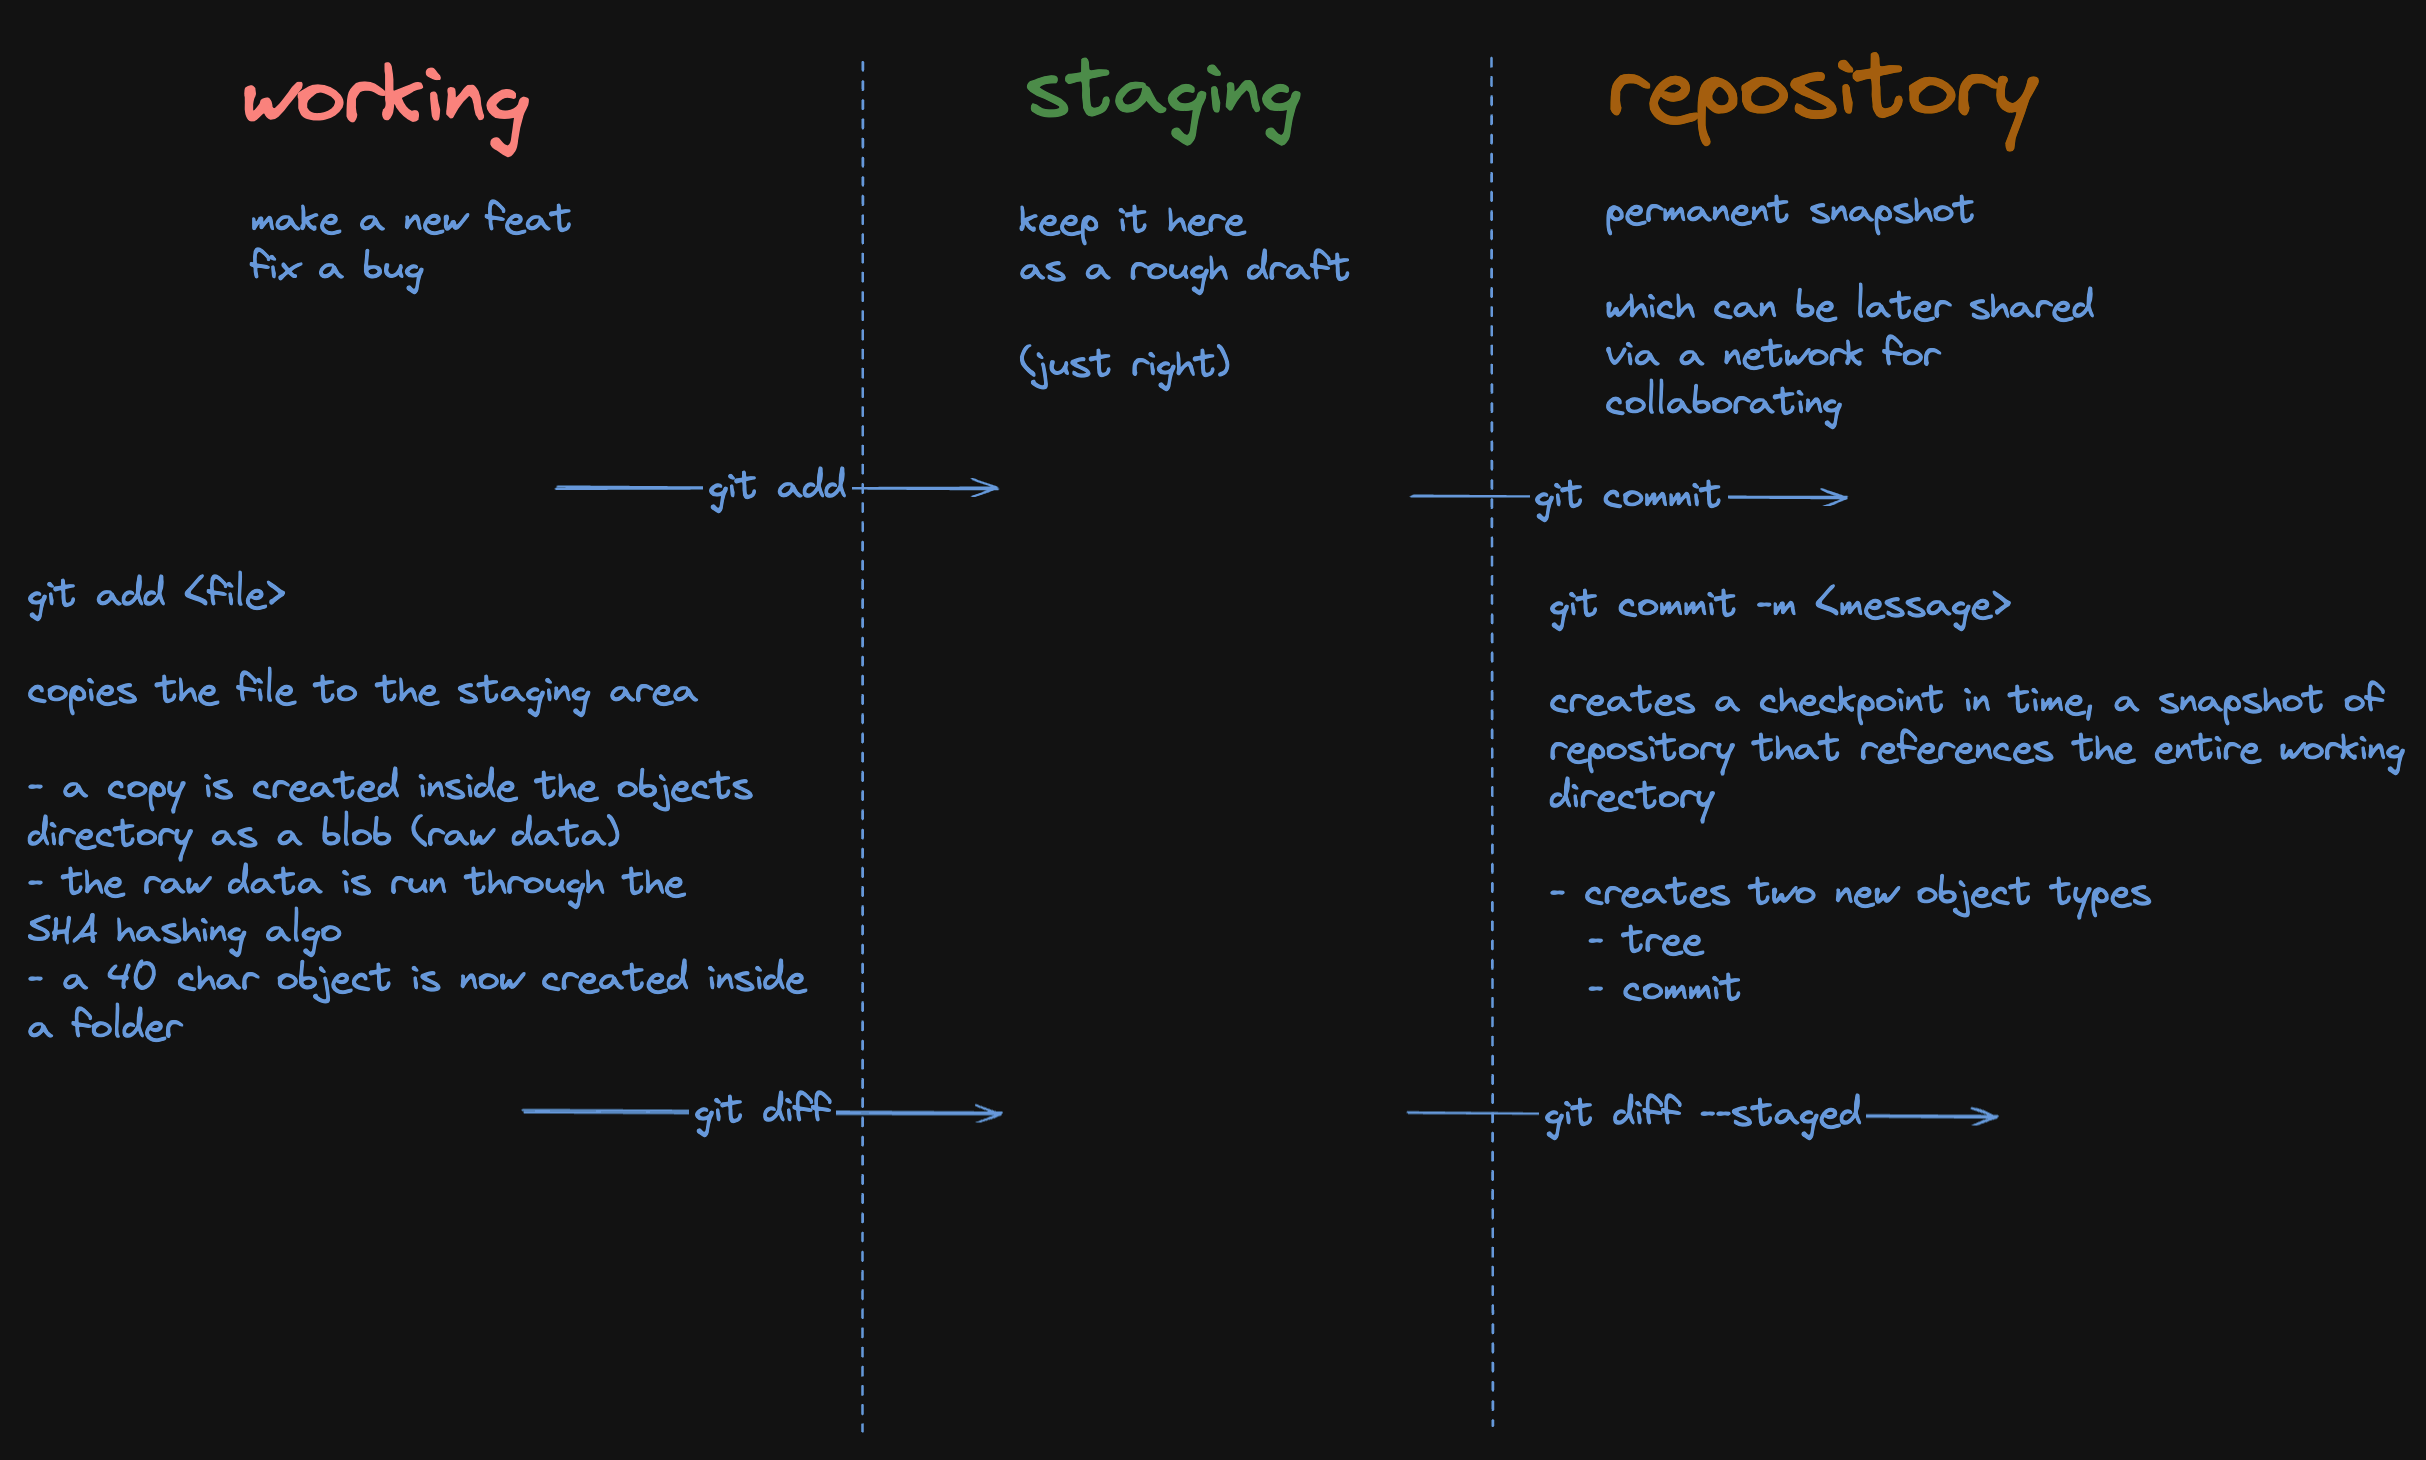 working
make a new feat
fix a bug
staging
keep it here
as a rough draft
(just right)
repository
permanent snapshot
which can be later shared
via a network for
collaborating
git add
git commit
git add <file>
copies the file to the staging area
- a copy is created inside the objects
directory as a blob (raw data)
- the raw data is run through the
SHA hashing algo
- a 40 char object is now created inside
a folder
git commit -m <message>
creates a checkpoint in time, a snapshot of
repository that references the entire working
directory
- creates two new object types
- tree
- commit
git diff
git diff --staged